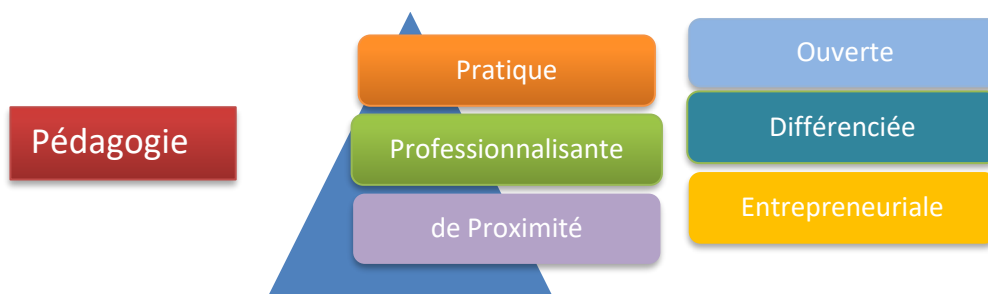 Pédagogie
Pratique
Professionnalisante
de Proximité
Ouverte
Différenciée
Entrepreneuriale